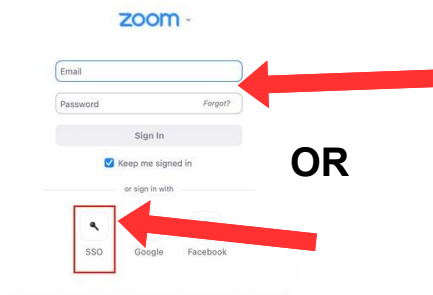 zoom
Email
Password Forgot?
Sign In
Keep me signed in
OR
or sign in with
SSO Google Facebook